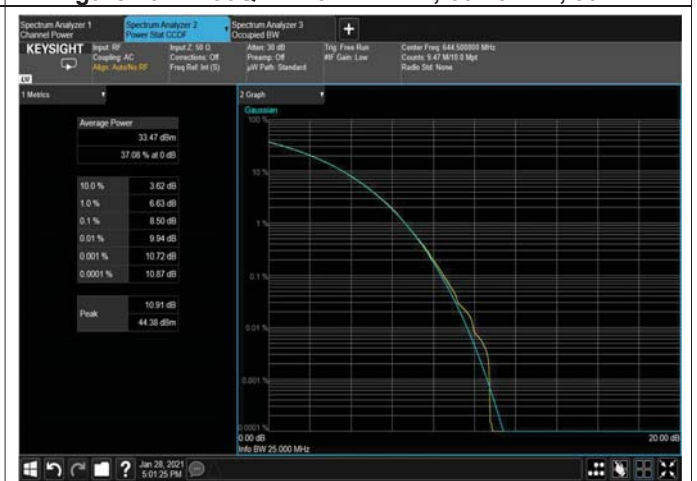 Spectrum Analyzer 1
Channel Power
Spectrum Analyzer 2
Power Stat CCDF
Spectrum Analyzer 3
Occupied BW
+
KEYSIGHT
Input: RF
Coupling: AC
Align: Auto/No RF
Input Z: 50 Ω
Corrections: Off
Freq Ref: Int (S)
Atten: 30 dB
Preamp: Off
µW Path: Standard
Trig: Free Run
#IF Gain: Low
Center Freq: 644.500000 MHz
Counts: 9.47 M/10.0 Mpt
Radio Std: None
1 Metrics
Average Power
33.47 dBm
37.08 % at 0 dB
10.0 % 3.62 dB
1.0 % 6.63 dB
0.1 % 8.50 dB
0.01 % 9.94 dB
0.001 % 10.72 dB
0.0001 % 10.87 dB
Peak
10.91 dB
44.38 dBm
2 Graph
Gaussian
100 %
10 %
1 %
0.1 %
0.01 %
0.001 %
0.0001 %
0.00 dB
20.00 dB
Info BW 25.000 MHz
?
Jan 28, 2021
5:01:25 PM